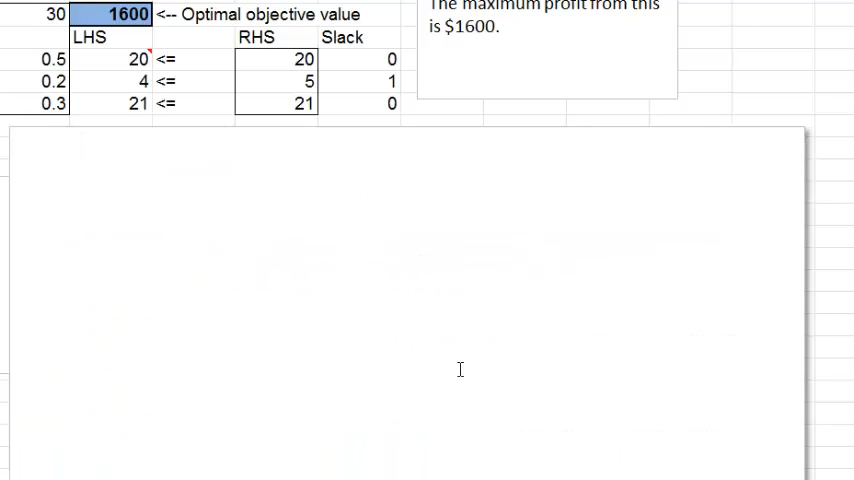 The maximum profit from this
is $1600.
30 1600 <-- Optimal objective value
LHS RHS Slack
0.5 20 <= 20 0
0.2 4 <= 5 1
0.3 21 <= 21 0